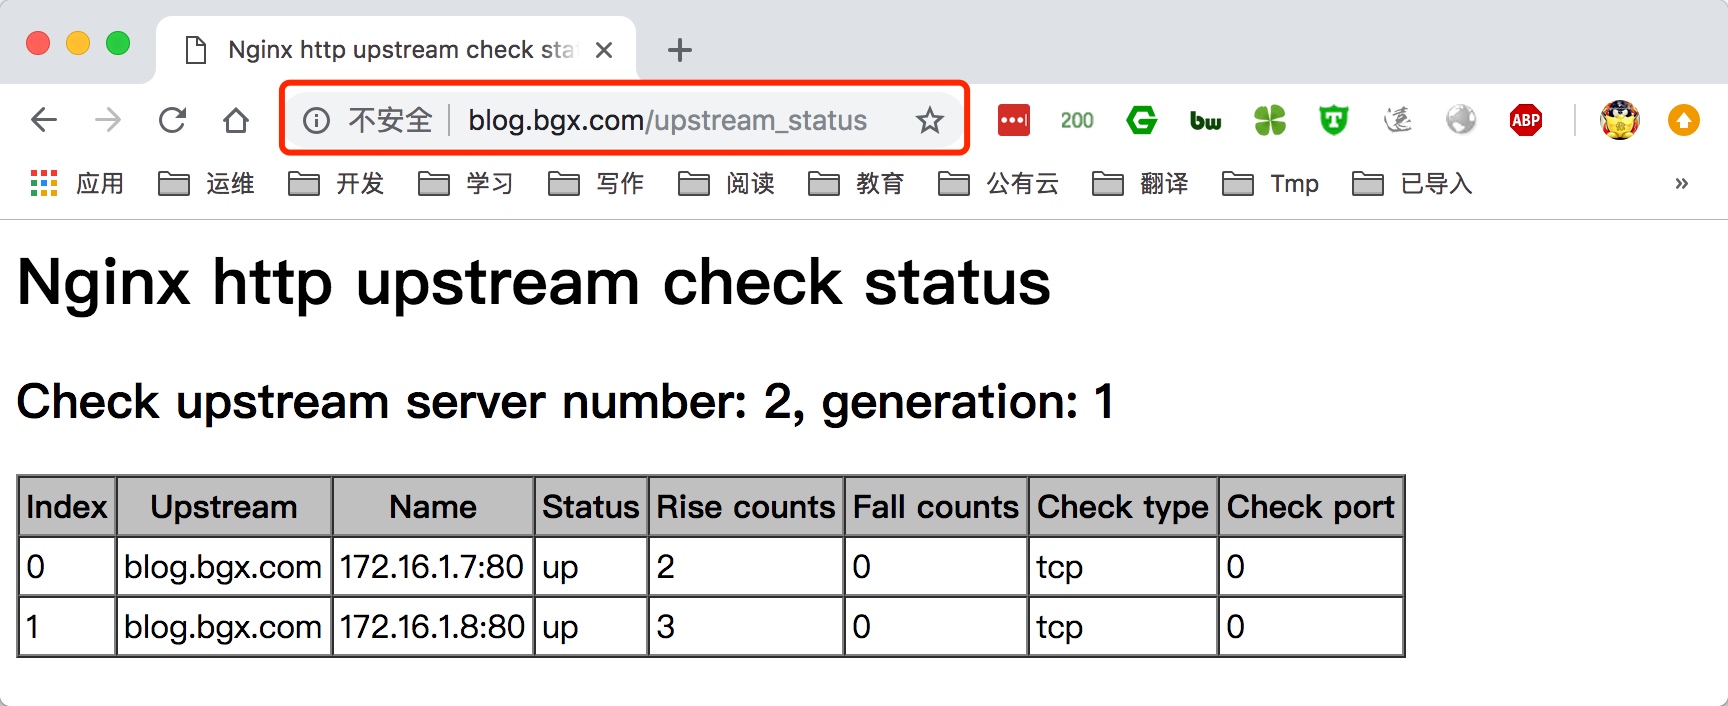 Nginx http upstream check sta
不安全 blog.bgx.com/upstream_status 200 bw 遠 ABP
应用 运维 开发 学习 写作 阅读 教育 公有云 翻译 Tmp 已导入 »
Nginx http upstream check status
Check upstream server number: 2, generation: 1
Index Upstream Name Status Rise counts Fall counts Check type Check port
0 blog.bgx.com 172.16.1.7:80 up 2 0 tcp 0
1 blog.bgx.com 172.16.1.8:80 up 3 0 tcp 0